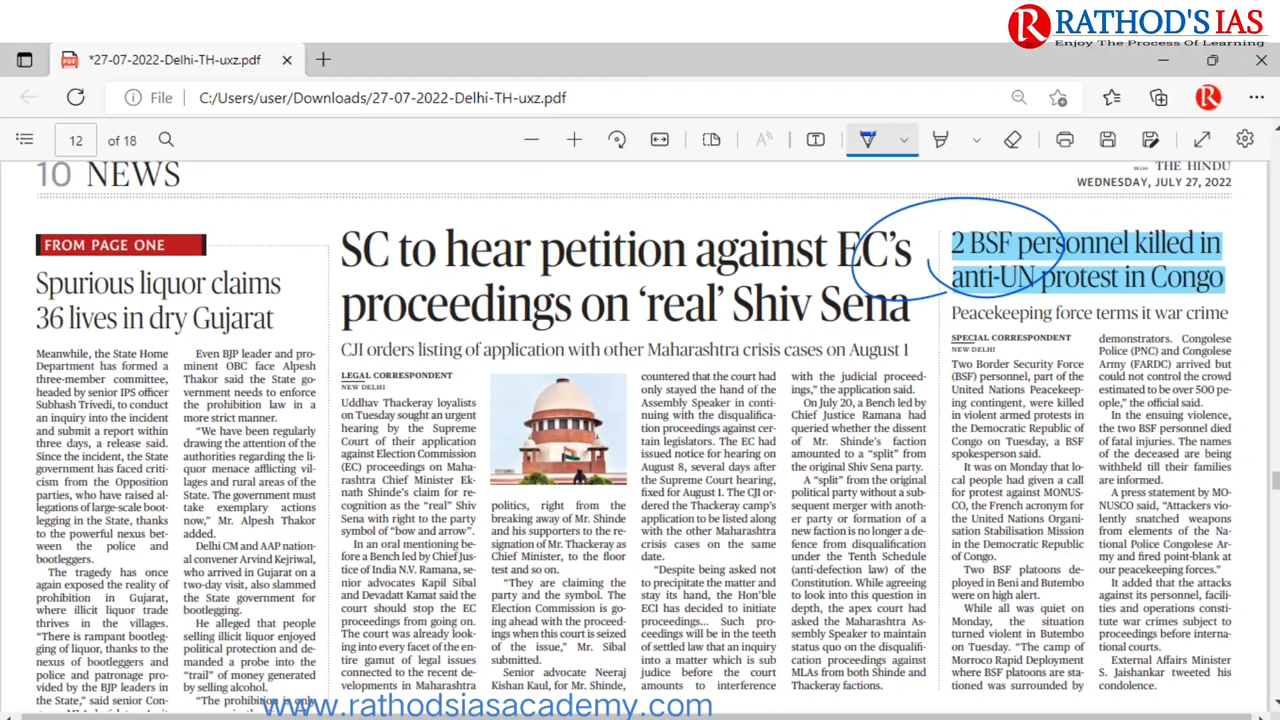 RATHOD'S IAS
Enjoy The Process Of Learning
*27-07-2022-Delhi-TH-uxz.pdf
File
C:/Users/user/Downloads/27-07-2022-Delhi-TH-uxz.pdf
12 of 18
10 NEWS
DELHI THE HINDU
WEDNESDAY, JULY 27, 2022
FROM PAGE ONE
Spurious liquor claims
36 lives in dry Gujarat
Meanwhile, the State Home
Department has formed a
three-member committee,
headed by senior IPS officer
Subhash Trivedi, to conduct
an inquiry into the incident
and submit a report within
three days, a release said.
Since the incident, the State
government has faced criti-
cism from the Opposition
parties, who have raised al-
legations of large-scale boot-
legging in the State, thanks
to the powerful nexus bet-
ween the police and
bootleggers.
The tragedy has once
again exposed the reality of
prohibition in Gujarat,
where illicit liquor trade
thrives in the villages.
"There is rampant bootleg-
ging of liquor, thanks to the
nexus of bootleggers and
police and patronage pro-
vided by the BJP leaders in
the State," said senior Con-
Even BJP leader and pro-
minent OBC face Alpesh
Thakor said the State go-
vernment needs to enforce
the prohibition law in a
more strict manner.
"We have been regularly
drawing the attention of the
authorities regarding the li-
quor menace afflicting vil-
lages and rural areas of the
State. The government must
take exemplary actions
now," Mr. Alpesh Thakor
added.
Delhi CM and AAP nation-
al convener Arvind Kejriwal,
who arrived in Gujarat on a
two-day visit, also slammed
the State government for
bootlegging.
He alleged that people
selling illicit liquor enjoyed
political protection and de-
manded a probe into the
"trail" of money generated
by selling alcohol.
"The prohibition is only
SC to hear petition against EC's
proceedings on 'real' Shiv Sena
CJI orders listing of application with other Maharashtra crisis cases on August 1
LEGAL CORRESPONDENT
NEW DELHI
Uddhav Thackeray loyalists
on Tuesday sought an urgent
hearing by the Supreme
Court of their application
against Election Commission
(EC) proceedings on Maha-
rashtra Chief Minister Ek-
nath Shinde's claim for re-
cognition as the "real" Shiv
Sena with right to the party
symbol of "bow and arrow".
In an oral mentioning be-
fore a Bench led by Chief Jus-
tice of India N.V. Ramana, se-
nior advocates Kapil Sibal
and Devadatt Kamat said the
court should stop the EC
proceedings from going on.
The court was already look-
ing into every facet of the en-
tire gamut of legal issues
connected to the recent de-
velopments in Maharashtra
politics, right from the
breaking away of Mr. Shinde
and his supporters to the re-
signation of Mr. Thackeray as
Chief Minister, to the floor
test and so on.
"They are claiming the
party and the symbol. The
Election Commission is go-
ing ahead with the proceed-
ings when this court is seized
of the issue," Mr. Sibal
submitted.
Senior advocate Neeraj
Kishan Kaul, for Mr. Shinde,
countered that the court had
only stayed the hand of the
Assembly Speaker in conti-
nuing with the disqualifica-
tion proceedings against cer-
tain legislators. The EC had
issued notice for hearing on
August 8, several days after
the Supreme Court hearing,
fixed for August 1. The CJI or-
dered the Thackeray camp's
application to be listed along
with the other Maharashtra
crisis cases on the same
date.
"Despite being asked not
to precipitate the matter and
stay its hand, the Hon'ble
ECI has decided to initiate
proceedings... Such pro-
ceedings will be in the teeth
of settled law that an inquiry
into a matter which is sub
judice before the court
amounts to interference
with the judicial proceed-
ings," the application said.
On July 20, a Bench led by
Chief Justice Ramana had
queried whether the dissent
of Mr. Shinde's faction
amounted to a "split" from
the original Shiv Sena party.
A "split" from the original
political party without a sub-
sequent merger with anoth-
er party or formation of a
new faction is no longer a de-
fence from disqualification
under the Tenth Schedule
(anti-defection law) of the
Constitution. While agreeing
to look into this question in
depth, the apex court had
asked the Maharashtra As-
sembly Speaker to maintain
status quo on the disqualifi-
cation proceedings against
MLAs from both Shinde and
Thackeray factions.
2 BSF personnel killed in
anti-UN protest in Congo
Peacekeeping force terms it war crime
SPECIAL CORRESPONDENT
NEW DELHI
Two Border Security Force
(BSF) personnel, part of the
United Nations Peacekeep-
ing contingent, were killed
in violent armed protests in
the Democratic Republic of
Congo on Tuesday, a BSF
spokesperson said.
It was on Monday that lo-
cal people had given a call
for protest against MONUS-
CO, the French acronym for
the United Nations Organi-
sation Stabilisation Mission
in the Democratic Republic
of Congo.
Two BSF platoons de-
ployed in Beni and Butembo
were on high alert.
While all was quiet on
Monday, the situation
turned violent in Butembo
on Tuesday. "The camp of
Morroco Rapid Deployment
where BSF platoons are sta-
tioned was surrounded by
demonstrators. Congolese
Police (PNC) and Congolese
Army (FARDC) arrived but
could not control the crowd
estimated to be over 500 pe-
ople," the official said.
In the ensuing violence,
the two BSF personnel died
of fatal injuries. The names
of the deceased are being
withheld till their families
are informed.
A press statement by MO-
NUSCO said, "Attackers vio-
lently snatched weapons
from elements of the Na-
tional Police Congolese Ar-
my and fired point-blank at
our peacekeeping forces."
It added that the attacks
against its personnel, facili-
ties and operations consti-
tute war crimes subject to
proceedings before interna-
tional courts.
External Affairs Minister
S. Jaishankar tweeted his
condolence.
www.rathodsiasacademy.com